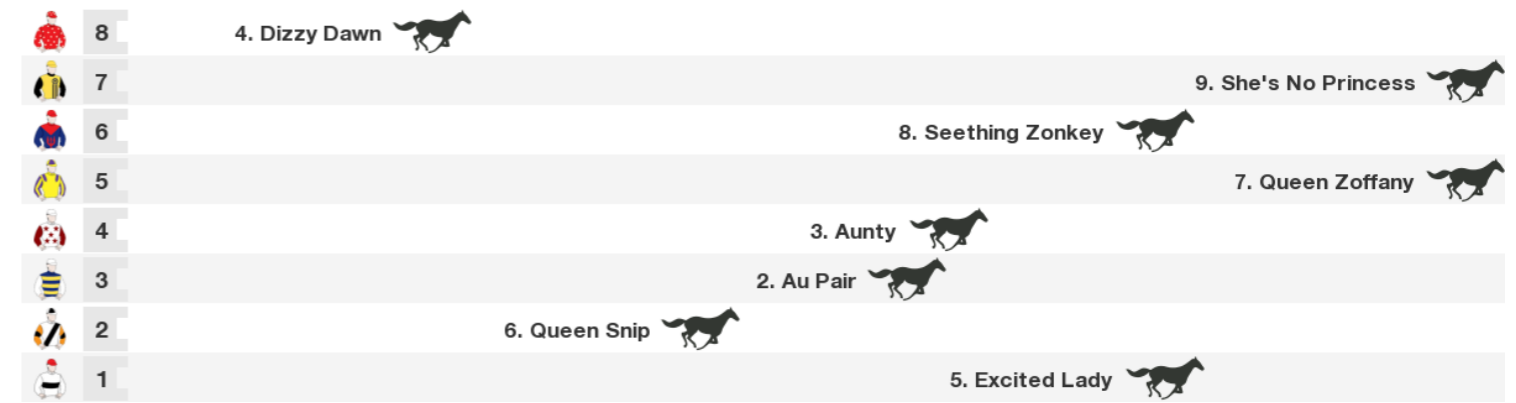 8 4. Dizzy Dawn
7 9. She's No Princess
6 8. Seething Zonkey
5 7. Queen Zoffany
4 3. Aunty
3 2. Au Pair
2 6. Queen Snip
1 5. Excited Lady